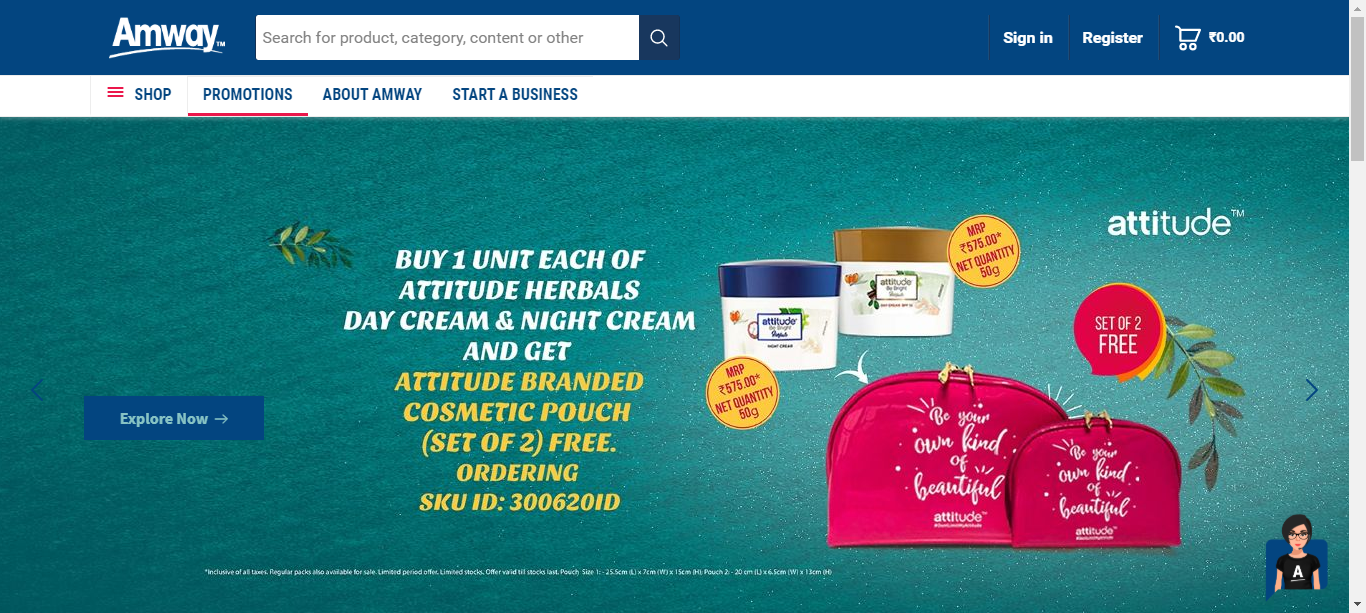 Amway™
Search for product, category, content or other
Sign in
Register
₹0.00
SHOP
PROMOTIONS
ABOUT AMWAY
START A BUSINESS
attitude™
BUY 1 UNIT EACH OF
ATTITUDE HERBALS
DAY CREAM & NIGHT CREAM
AND GET
ATTITUDE BRANDED
COSMETIC POUCH
(SET OF 2) FREE.
ORDERING
SKU ID: 300620ID
Explore Now →
MRP
₹575.00*
NET QUANTITY
50g
attitude
Be Bright
Herbals
DAY CREAM SPF 15
attitude
Be Bright
Herbals
NIGHT CREAM
MRP
₹575.00*
NET QUANTITY
50g
SET OF 2
FREE
Be your
own kind
of
beautiful
attitude™
Be your
own kind
of
beautiful
attitude™
A
*Inclusive of all taxes. Regular packs also available for sale. Limited period offer. Limited stocks. Offer valid till stocks last. Pouch Size 1: - 25.5cm (L) x 7cm (W) x 15cm (H); Pouch 2: - 20 cm (L) x 6.5cm (W) x 13cm (H)